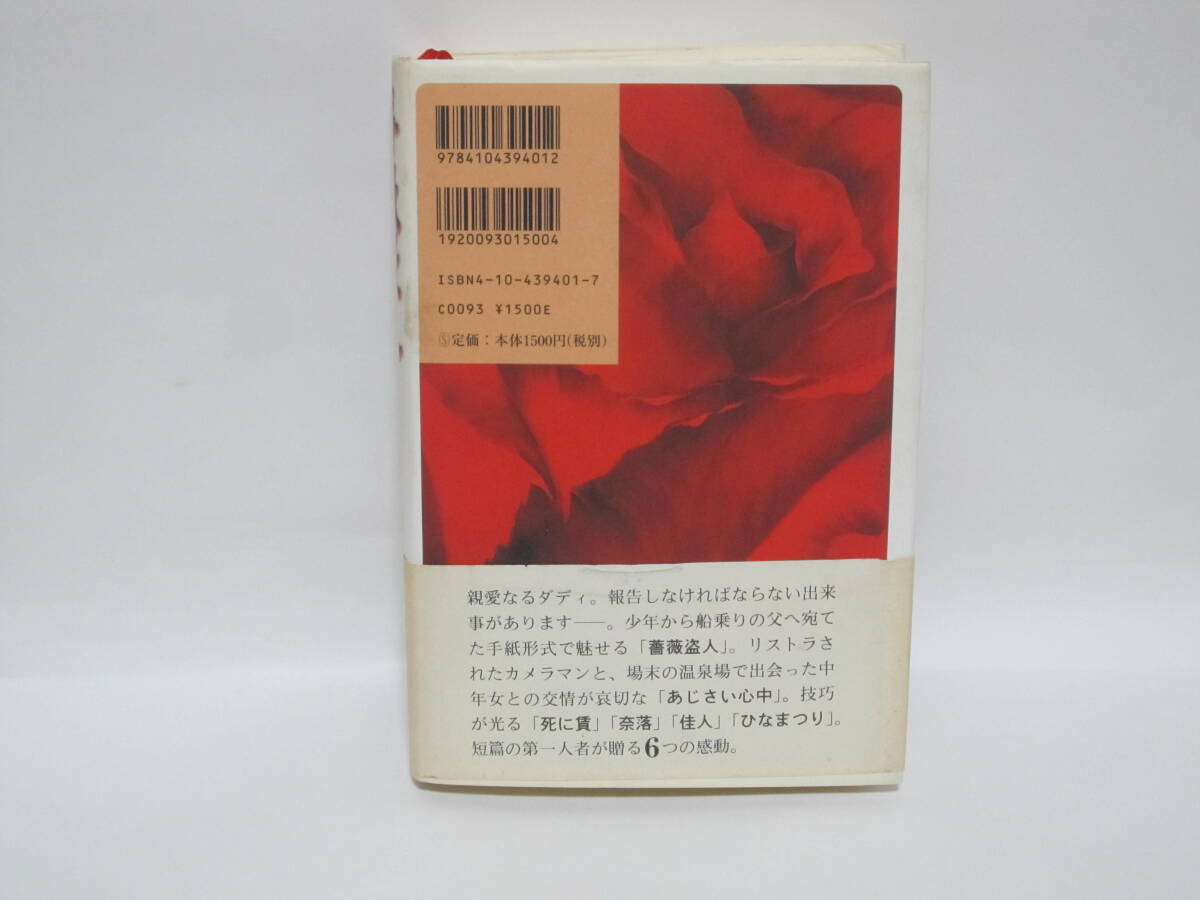 9784104394012
1920093015004
ISBN4-10-439401-7
C0093 ¥1500E
Ⓢ定価：本体1500円(税別)
親愛なるダディ。報告しなければならない出来
事があります――。少年から船乗りの父へ宛て
た手紙形式で魅せる「薔薇盗人」。リストラさ
れたカメラマンと、場末の温泉場で出会った中
年女との交情が哀切な「あじさい心中」。技巧
が光る「死に賃」「奈落」「佳人」「ひなまつり」。
短篇の第一人者が贈る6つの感動。